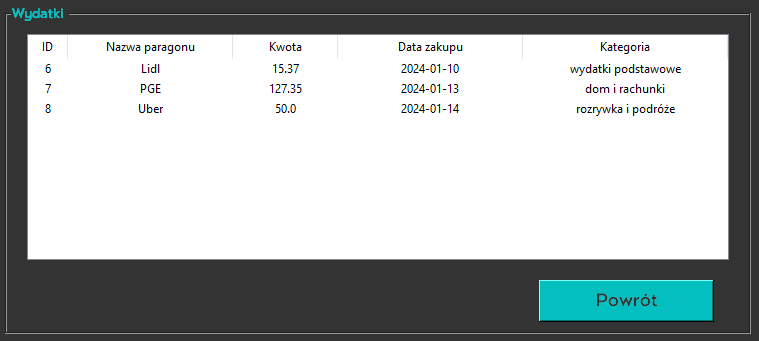 Wydatki
ID Nazwa paragonu Kwota Data zakupu Kategoria
6 Lidl 15.37 2024-01-10 wydatki podstawowe
7 PGE 127.35 2024-01-13 dom i rachunki
8 Uber 50.0 2024-01-14 rozrywka i podróże
Powrót